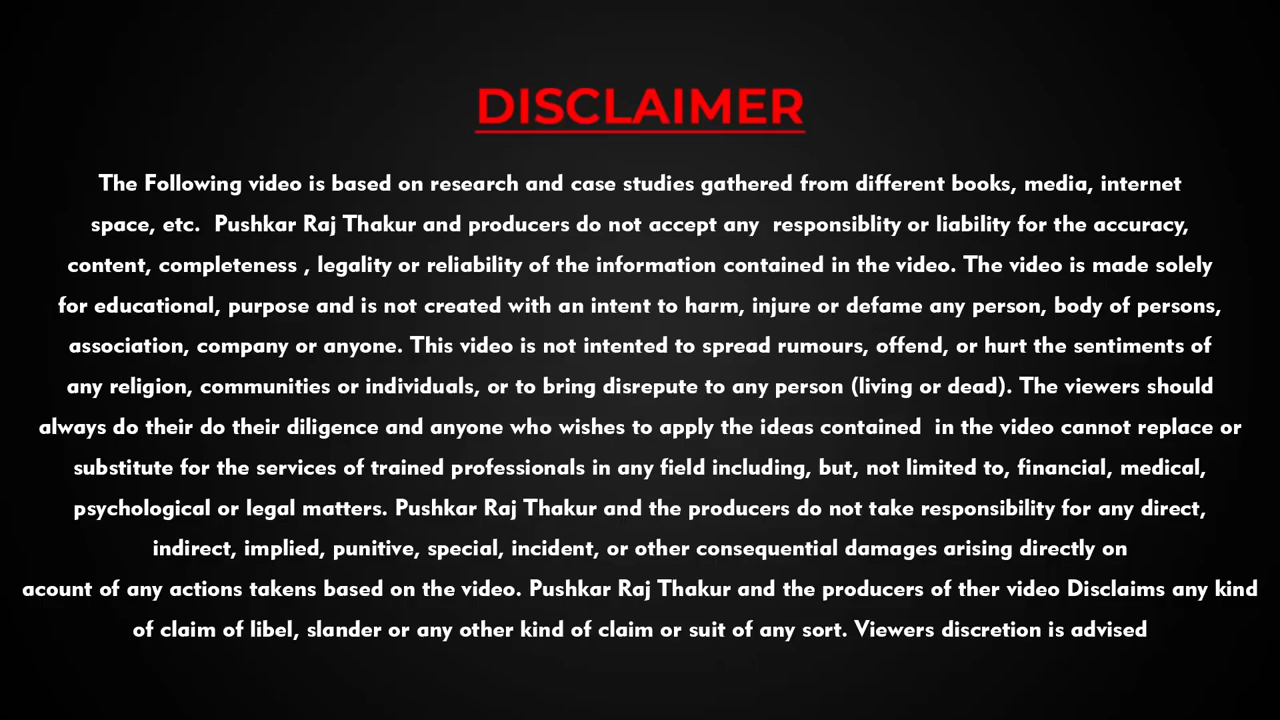 DISCLAIMER
The Following video is based on research and case studies gathered from different books, media, internet
space, etc.  Pushkar Raj Thakur and producers do not accept any  responsiblity or liability for the accuracy,
content, completeness , legality or reliability of the information contained in the video. The video is made solely
for educational, purpose and is not created with an intent to harm, injure or defame any person, body of persons,
association, company or anyone. This video is not intented to spread rumours, offend, or hurt the sentiments of
any religion, communities or individuals, or to bring disrepute to any person (living or dead). The viewers should
always do their do their diligence and anyone who wishes to apply the ideas contained  in the video cannot replace or
substitute for the services of trained professionals in any field including, but, not limited to, financial, medical,
psychological or legal matters. Pushkar Raj Thakur and the producers do not take responsibility for any direct,
indirect, implied, punitive, special, incident, or other consequential damages arising directly on
acount of any actions takens based on the video. Pushkar Raj Thakur and the producers of ther video Disclaims any kind
of claim of libel, slander or any other kind of claim or suit of any sort. Viewers discretion is advised